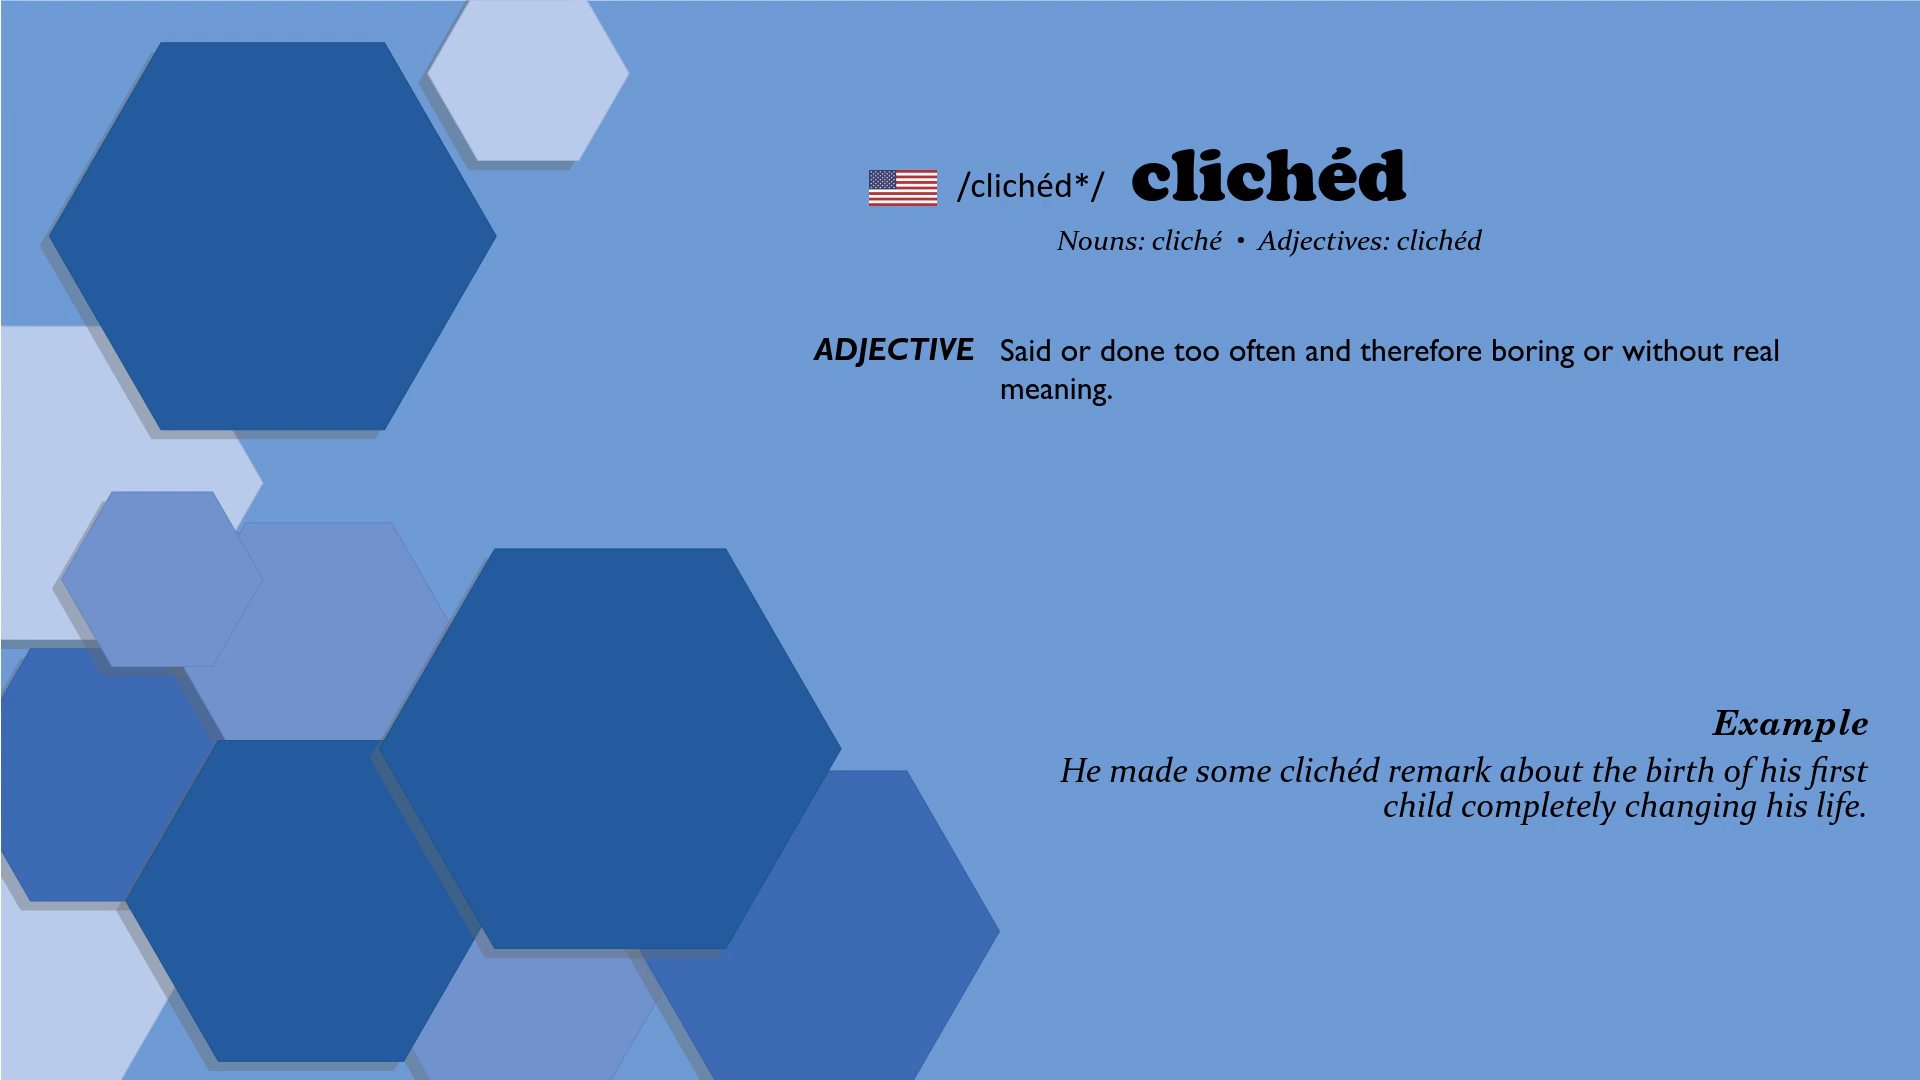 /clichéd*/ clichéd
Nouns: cliché • Adjectives: clichéd
ADJECTIVE Said or done too often and therefore boring or without real
meaning.
Example
He made some clichéd remark about the birth of his first
child completely changing his life.